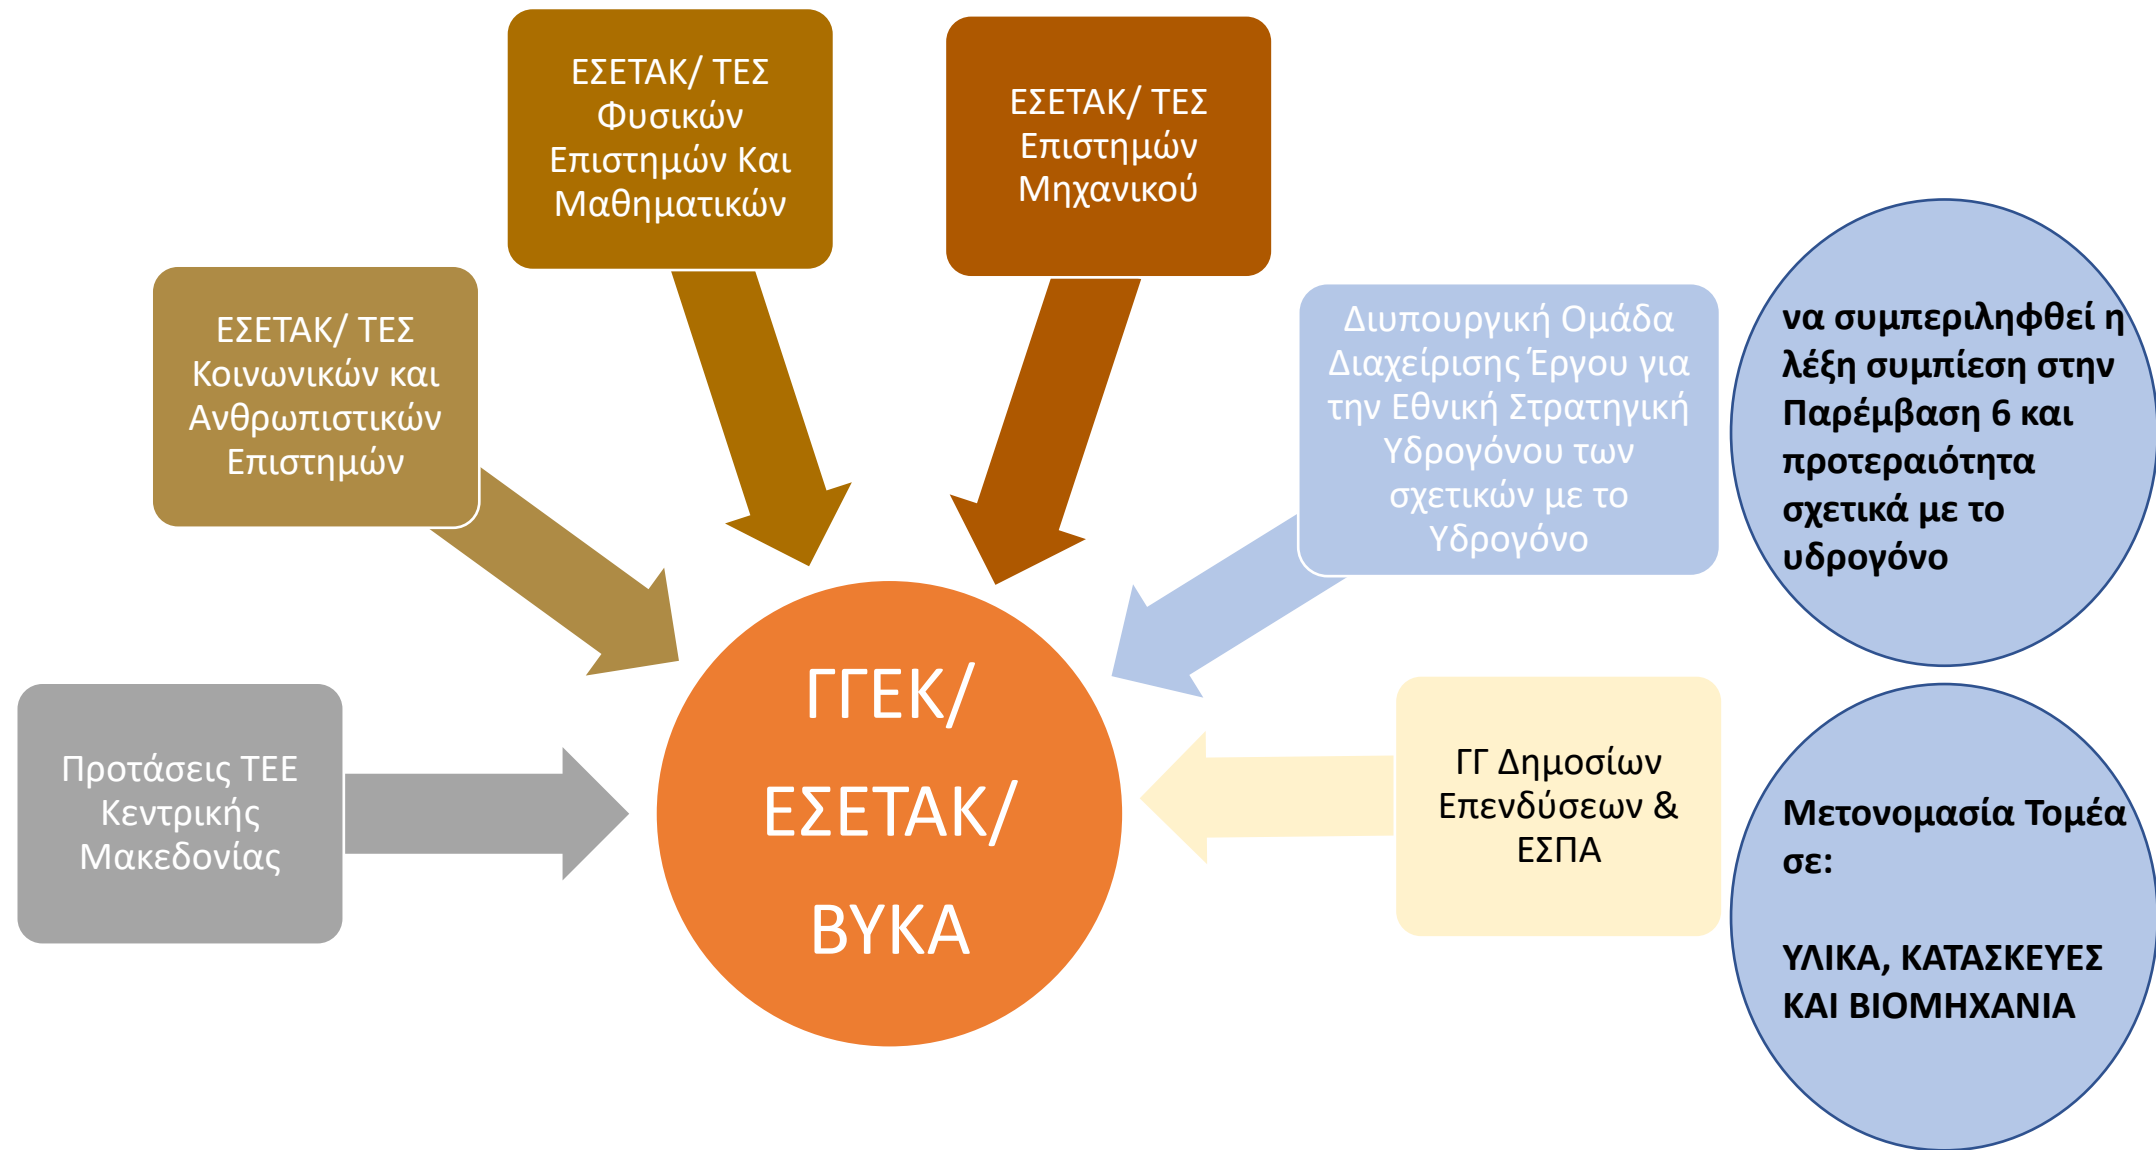 ΕΣΕΤΑΚ/ ΤΕΣ
Φυσικών
Επιστημών Και
Μαθηματικών
ΕΣΕΤΑΚ/ ΤΕΣ
Επιστημών
Μηχανικού
ΕΣΕΤΑΚ/ ΤΕΣ
Κοινωνικών και
Ανθρωπιστικών
Επιστημών
Διυπουργική Ομάδα
Διαχείρισης Έργου για
την Εθνική Στρατηγική
Υδρογόνου των
σχετικών με το
Υδρογόνο
να συμπεριληφθεί η
λέξη συμπίεση στην
Παρέμβαση 6 και
προτεραιότητα
σχετικά με το
υδρογόνο
Προτάσεις ΤΕΕ
Κεντρικής
Μακεδονίας
ΓΓΕΚ/
ΕΣΕΤΑΚ/
ΒΥΚΑ
ΓΓ Δημοσίων
Επενδύσεων &
ΕΣΠΑ
Μετονομασία Τομέα
σε:
ΥΛΙΚΑ, ΚΑΤΑΣΚΕΥΕΣ
ΚΑΙ ΒΙΟΜΗΧΑΝΙΑ